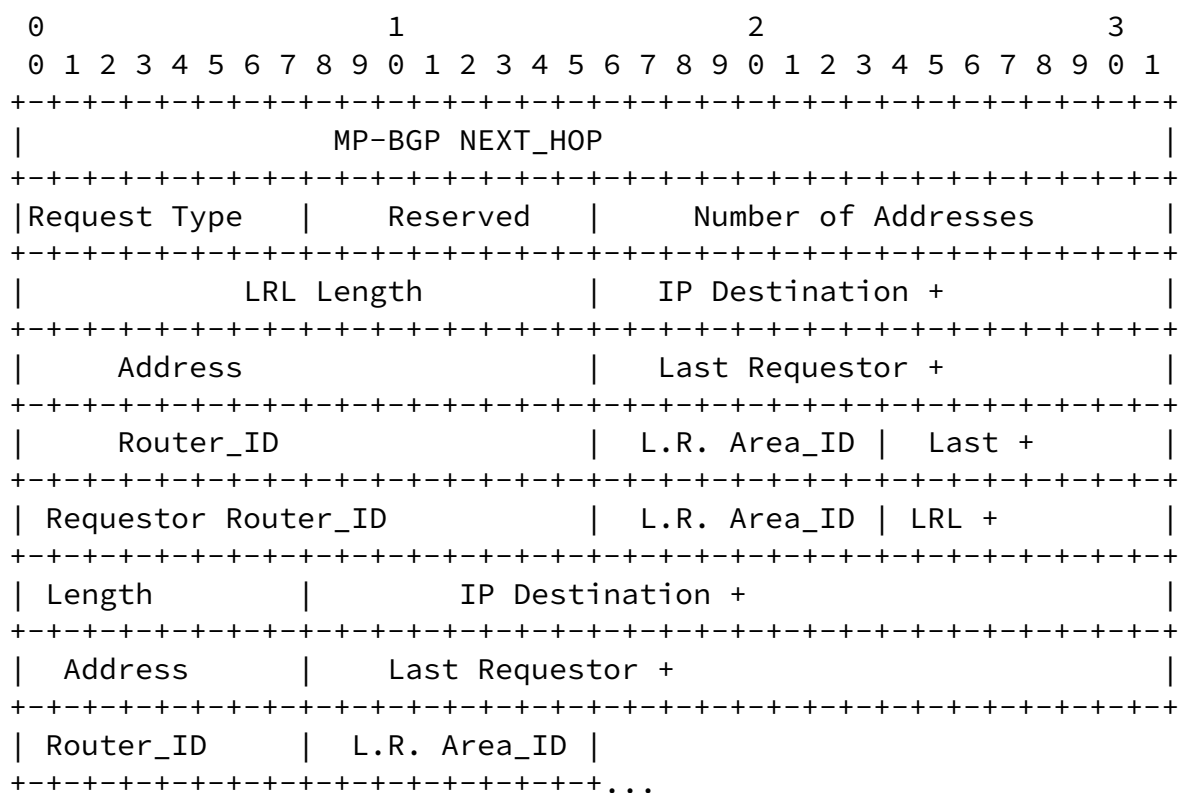 0                   1                   2                   3
 0 1 2 3 4 5 6 7 8 9 0 1 2 3 4 5 6 7 8 9 0 1 2 3 4 5 6 7 8 9 0 1
+-+-+-+-+-+-+-+-+-+-+-+-+-+-+-+-+-+-+-+-+-+-+-+-+-+-+-+-+-+-+-+-+
|                 MP-BGP NEXT_HOP                               |
+-+-+-+-+-+-+-+-+-+-+-+-+-+-+-+-+-+-+-+-+-+-+-+-+-+-+-+-+-+-+-+-+
|Request Type   |    Reserved   |     Number of Addresses       |
+-+-+-+-+-+-+-+-+-+-+-+-+-+-+-+-+-+-+-+-+-+-+-+-+-+-+-+-+-+-+-+-+
|            LRL Length         |   IP Destination +            |
+-+-+-+-+-+-+-+-+-+-+-+-+-+-+-+-+-+-+-+-+-+-+-+-+-+-+-+-+-+-+-+-+
|     Address                   |   Last Requestor +            |
+-+-+-+-+-+-+-+-+-+-+-+-+-+-+-+-+-+-+-+-+-+-+-+-+-+-+-+-+-+-+-+-+
|     Router_ID                 |  L.R. Area_ID |  Last +       |
+-+-+-+-+-+-+-+-+-+-+-+-+-+-+-+-+-+-+-+-+-+-+-+-+-+-+-+-+-+-+-+-+
| Requestor Router_ID           |  L.R. Area_ID | LRL +         |
+-+-+-+-+-+-+-+-+-+-+-+-+-+-+-+-+-+-+-+-+-+-+-+-+-+-+-+-+-+-+-+-+
| Length        |        IP Destination +                       |
+-+-+-+-+-+-+-+-+-+-+-+-+-+-+-+-+-+-+-+-+-+-+-+-+-+-+-+-+-+-+-+-+
|  Address      |    Last Requestor +                           |
+-+-+-+-+-+-+-+-+-+-+-+-+-+-+-+-+-+-+-+-+-+-+-+-+-+-+-+-+-+-+-+-+
| Router_ID     |  L.R. Area_ID |
+-+-+-+-+-+-+-+-+-+-+-+-+-+-+-+-+...